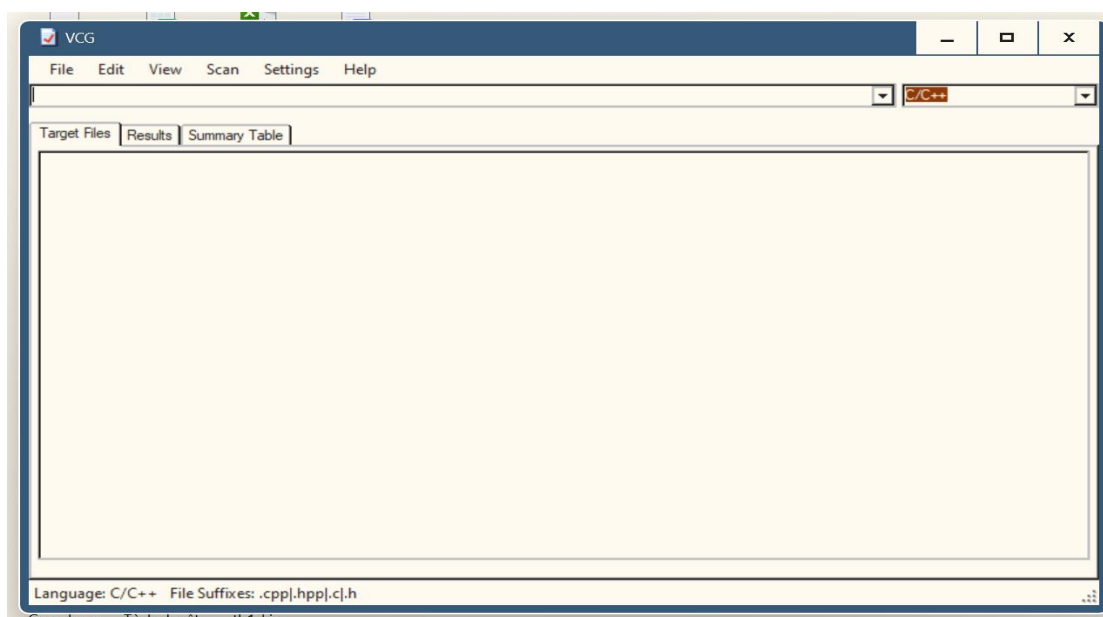 VCG
File Edit View Scan Settings Help
C/C++
Target Files Results Summary Table
Language: C/C++ File Suffixes: .cpp|.hpp|.c|.h